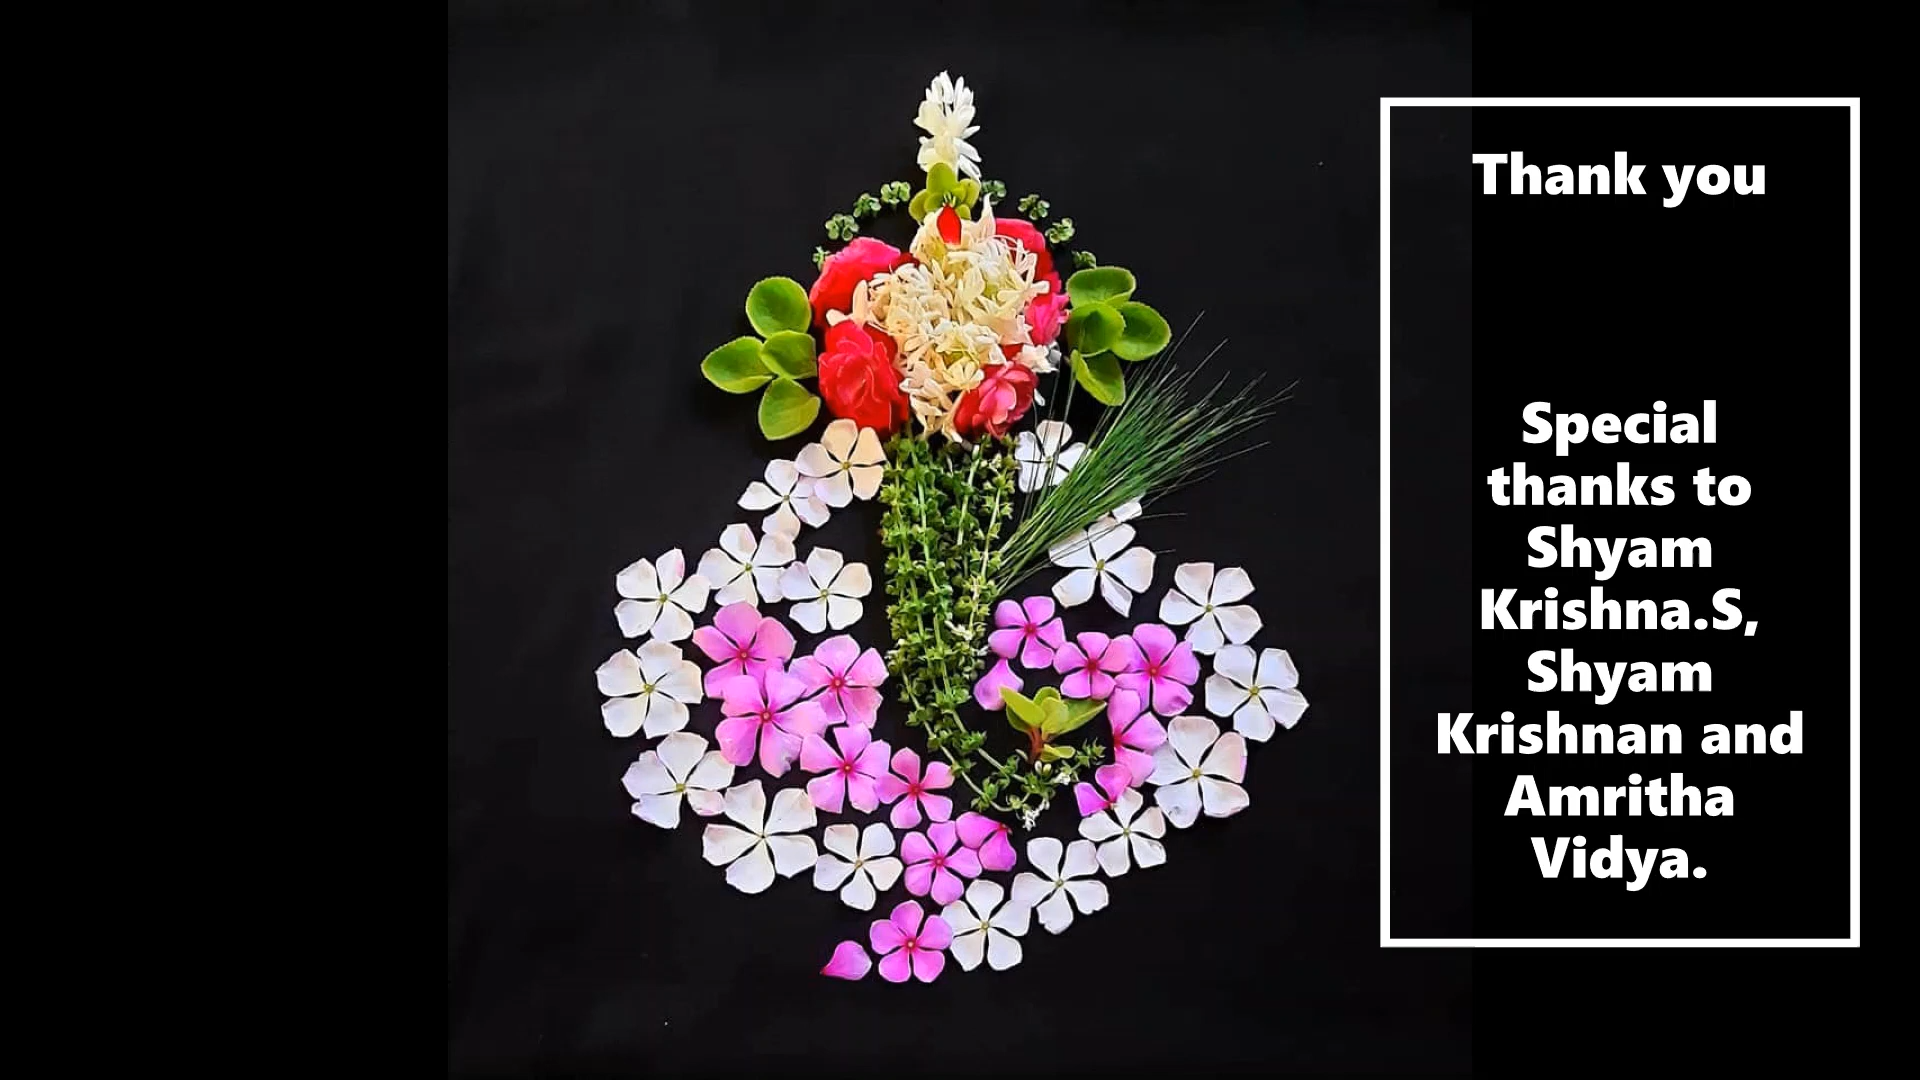 Thank you
Special
thanks to
Shyam
Krishna.S,
Shyam
Krishnan and
Amritha
Vidya.